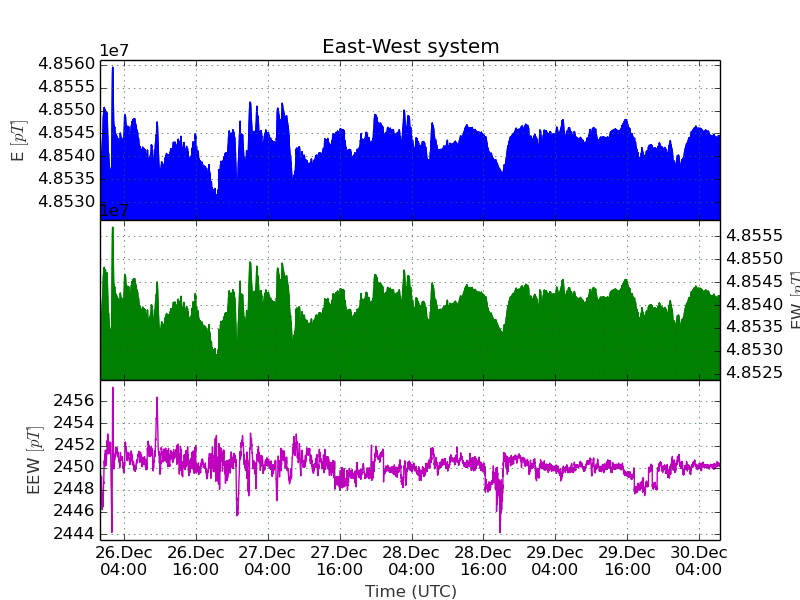 East-West system
1e7
4.8560
4.8555
4.8550
4.8545
4.8540
4.8535
4.8530
E [pT]
1e7
4.8555
4.8550
4.8545
4.8540
4.8535
4.8530
4.8525
EW [pT]
2456
2454
2452
2450
2448
2446
2444
EEW [pT]
26.Dec 26.Dec 27.Dec 27.Dec 28.Dec 28.Dec 29.Dec 29.Dec 30.Dec
04:00 16:00 04:00 16:00 04:00 16:00 04:00 16:00 04:00
Time (UTC)